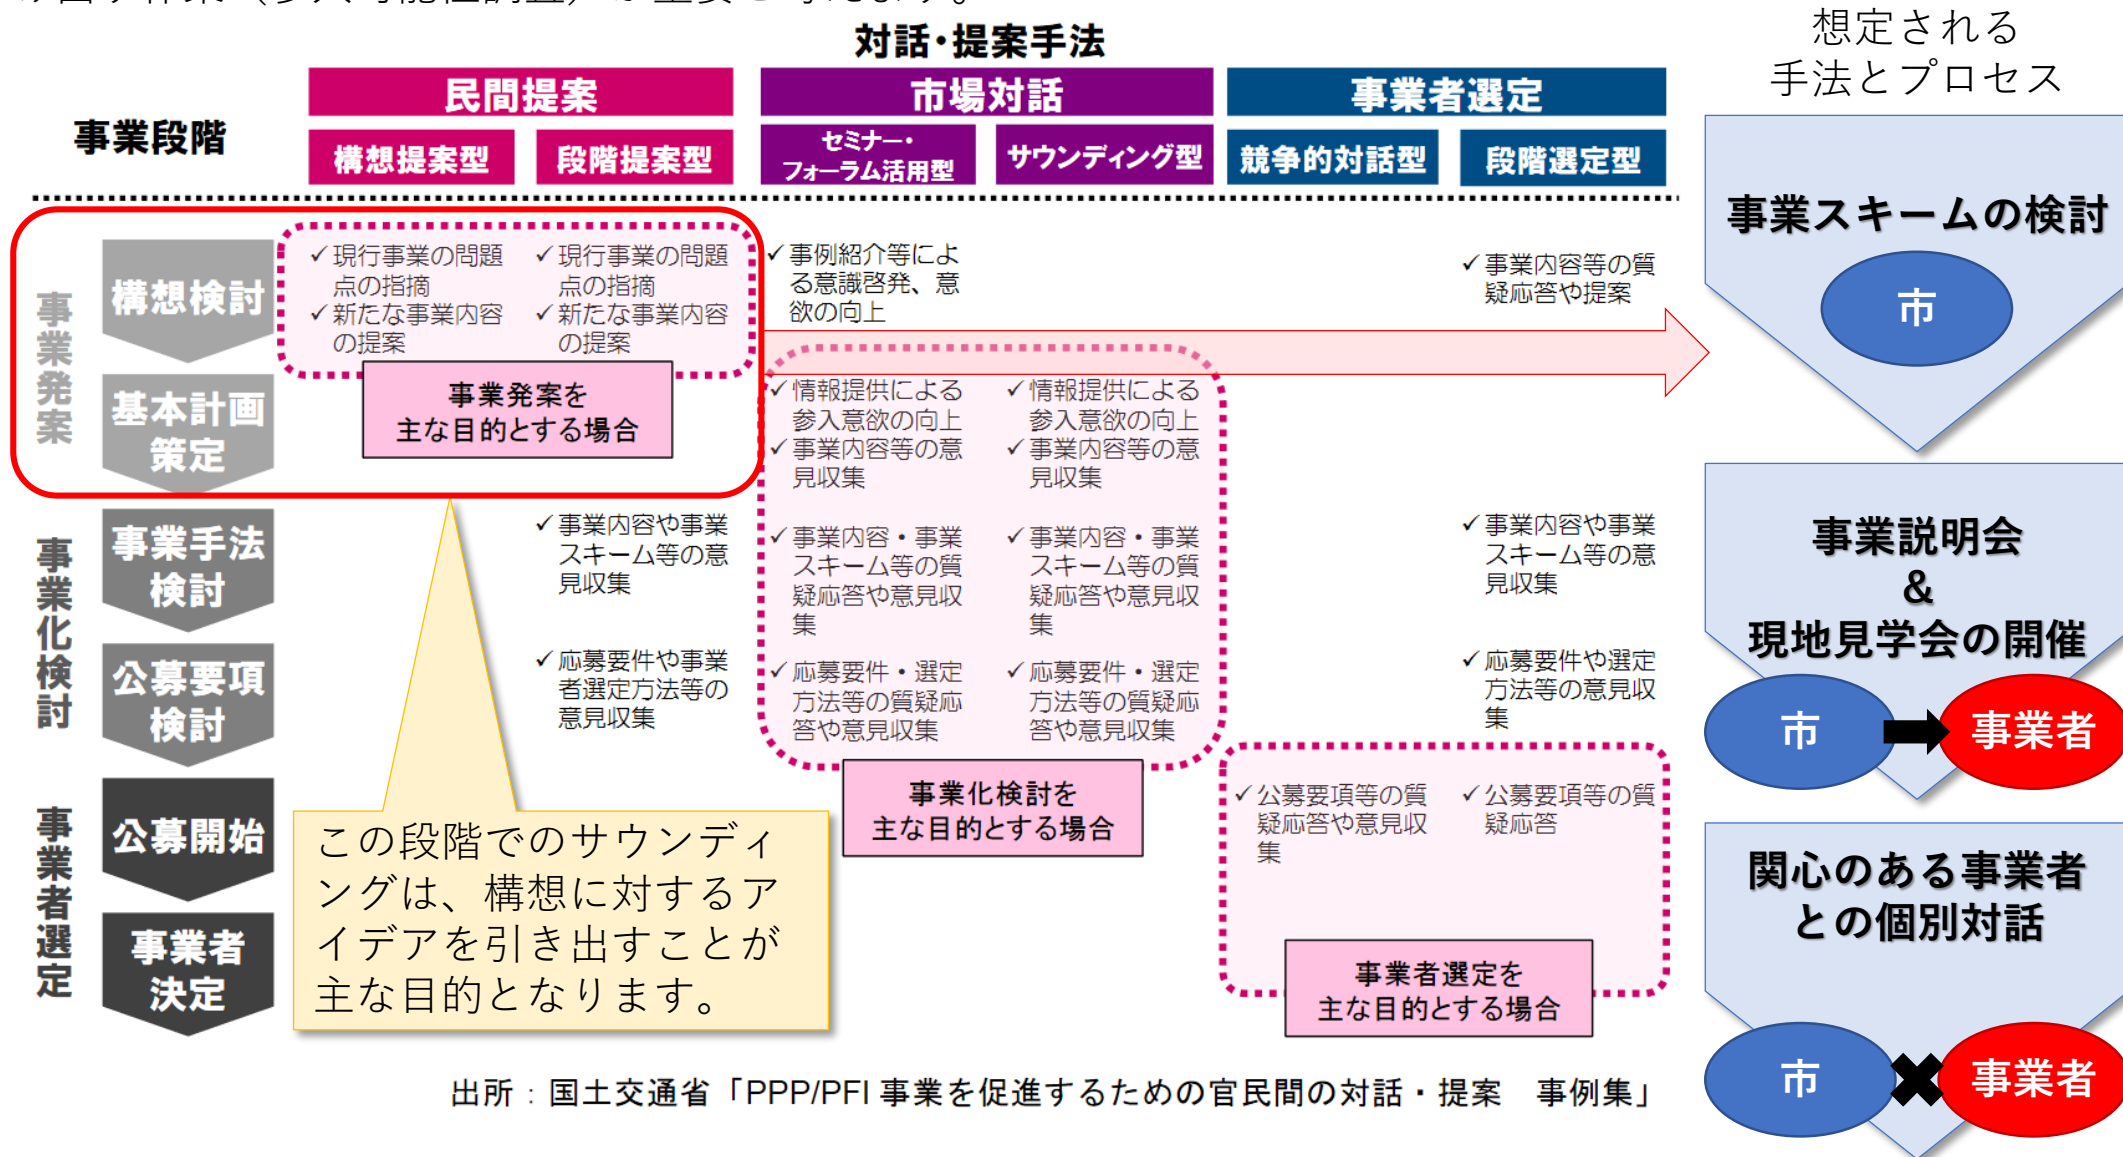 対話・提案手法
想定される
手法とプロセス
事業段階
民間提案
市場対話
事業者選定
構想提案型
段階提案型
セミナー・
フォーラム活用型
サウンディング型
競争的対話型
段階選定型
事業発案
構想検討
✓現行事業の問題
点の指摘
✓新たな事業内容
の提案
✓現行事業の問題
点の指摘
✓新たな事業内容
の提案
✓事例紹介等によ
る意識啓発、意
欲の向上
✓事業内容等の質
疑応答や提案
基本計画
策定
事業発案を
主な目的とする場合
✓情報提供による
参入意欲の向上
✓事業内容等の意
見収集
✓情報提供による
参入意欲の向上
✓事業内容等の意
見収集
事業化検討
事業手法
検討
✓事業内容や事業
スキーム等の意
見収集
✓事業内容・事業
スキーム等の質
疑応答や意見収
集
✓事業内容・事業
スキーム等の質
疑応答や意見収
集
✓事業内容や事業
スキーム等の意
見収集
公募要項
検討
✓応募要件や事業
者選定方法等の
意見収集
✓応募要件・選定
方法等の質疑応
答や意見収集
✓応募要件・選定
方法等の質疑応
答や意見収集
✓応募要件や選定
方法等の意見収
集
事業化検討を
主な目的とする場合
事業者選定
公募開始
✓公募要項等の質
疑応答や意見収
集
✓公募要項等の質
疑応答
事業者
決定
事業者選定を
主な目的とする場合
この段階でのサウンディ
ングは、構想に対するア
イデアを引き出すことが
主な目的となります。
事業スキームの検討
市
事業説明会
&
現地見学会の開催
市
事業者
関心のある事業者
との個別対話
市
事業者
出所：国土交通省「PPP/PFI 事業を促進するための官民間の対話・提案　事例集」